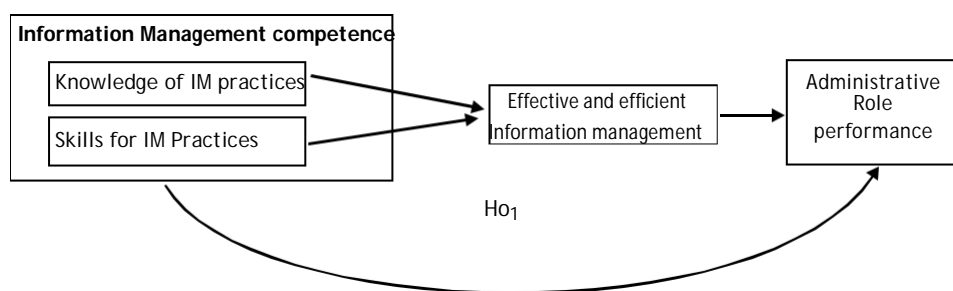 Information Management competence
Knowledge of IM practices
Skills for IM Practices
Effective and efficient
Information management
Administrative
Role
performance
Ho1